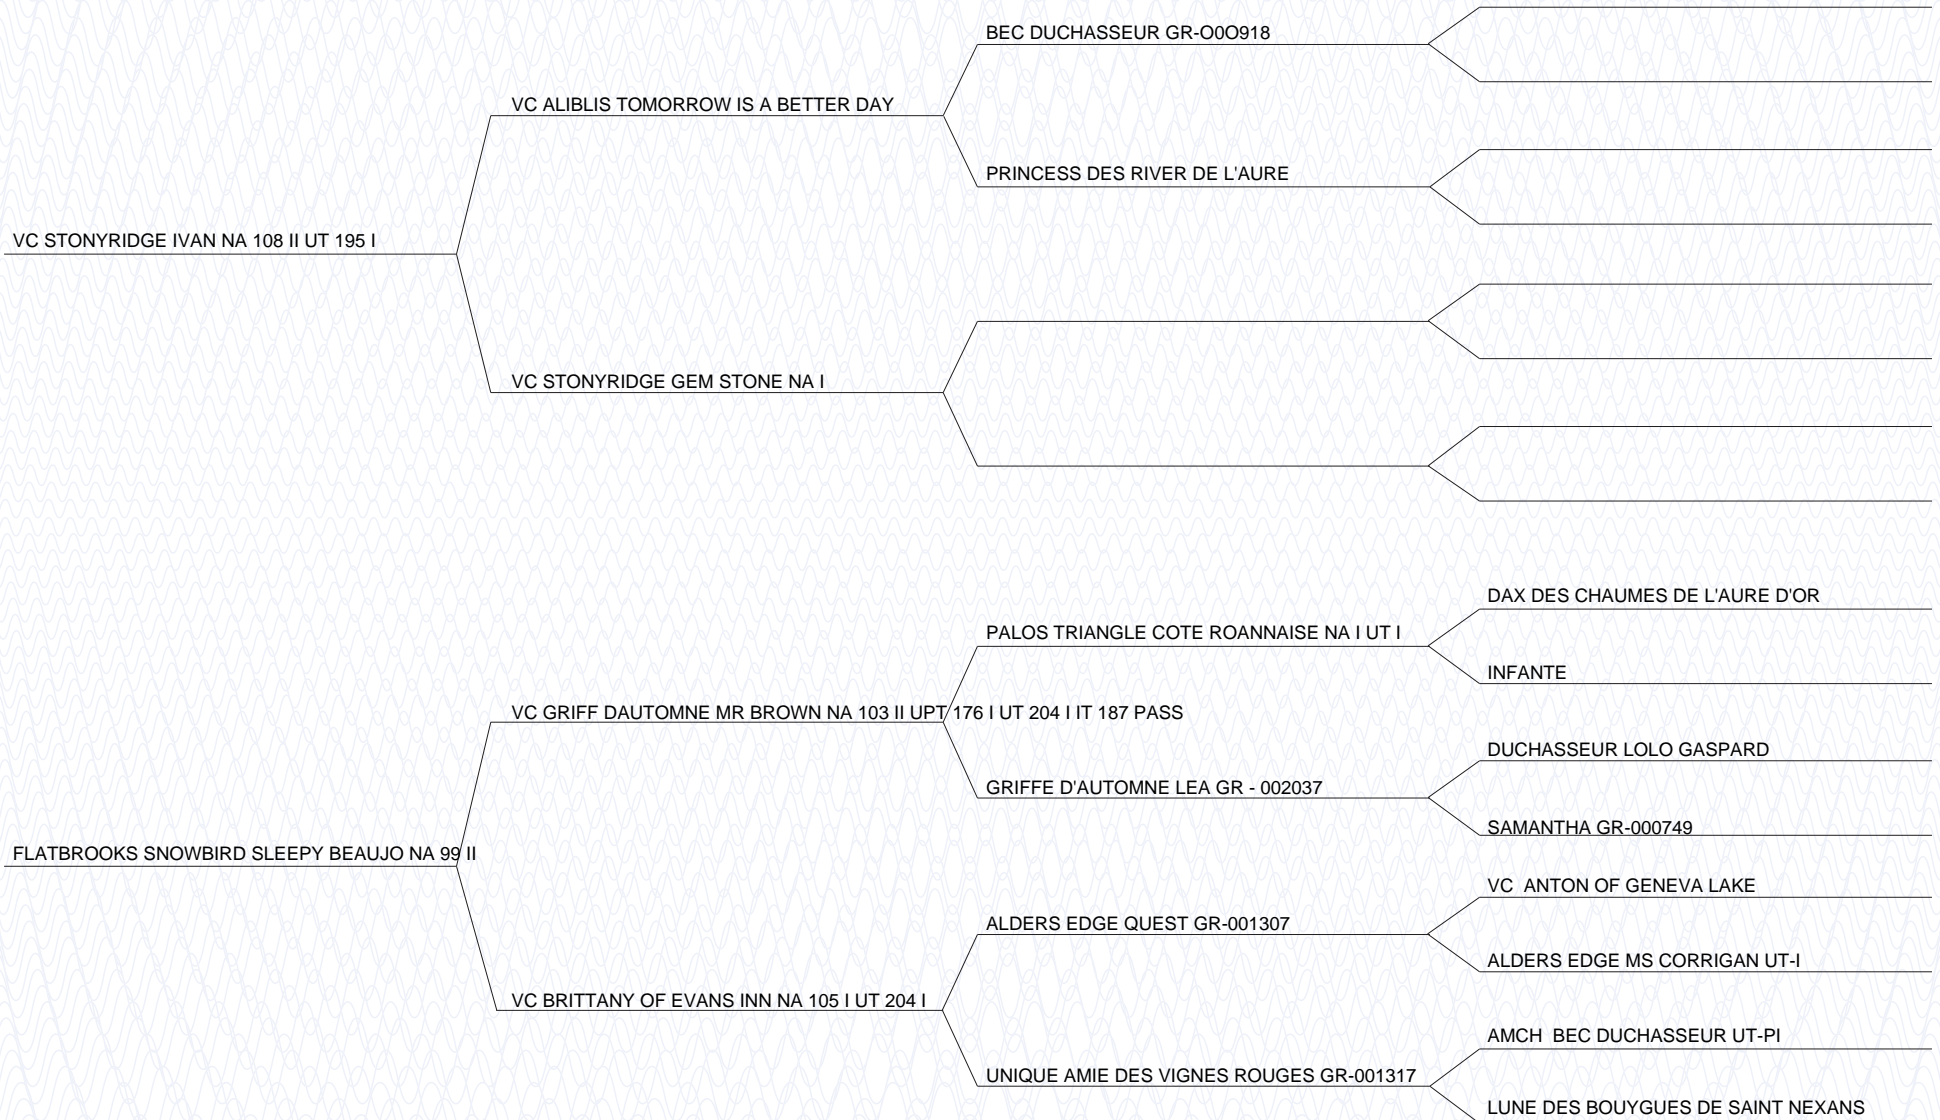 BEC DUCHASSEUR GR-O0O918
VC ALIBLIS TOMORROW IS A BETTER DAY
PRINCESS DES RIVER DE L'AURE
VC STONYRIDGE IVAN NA 108 II UT 195 I
VC STONYRIDGE GEM STONE NA I
DAX DES CHAUMES DE L'AURE D'OR
PALOS TRIANGLE COTE ROANNAISE NA I UT I
INFANTE
VC GRIFF DAUTOMNE MR BROWN NA 103 II UPT 176 I UT 204 I IT 187 PASS
DUCHASSEUR LOLO GASPARD
GRIFFE D'AUTOMNE LEA GR - 002037
SAMANTHA GR-000749
FLATBROOKS SNOWBIRD SLEEPY BEAUJO NA 99 II
VC  ANTON OF GENEVA LAKE
ALDERS EDGE QUEST GR-001307
ALDERS EDGE MS CORRIGAN UT-I
VC BRITTANY OF EVANS INN NA 105 I UT 204 I
AMCH  BEC DUCHASSEUR UT-PI
UNIQUE AMIE DES VIGNES ROUGES GR-001317
LUNE DES BOUYGUES DE SAINT NEXANS